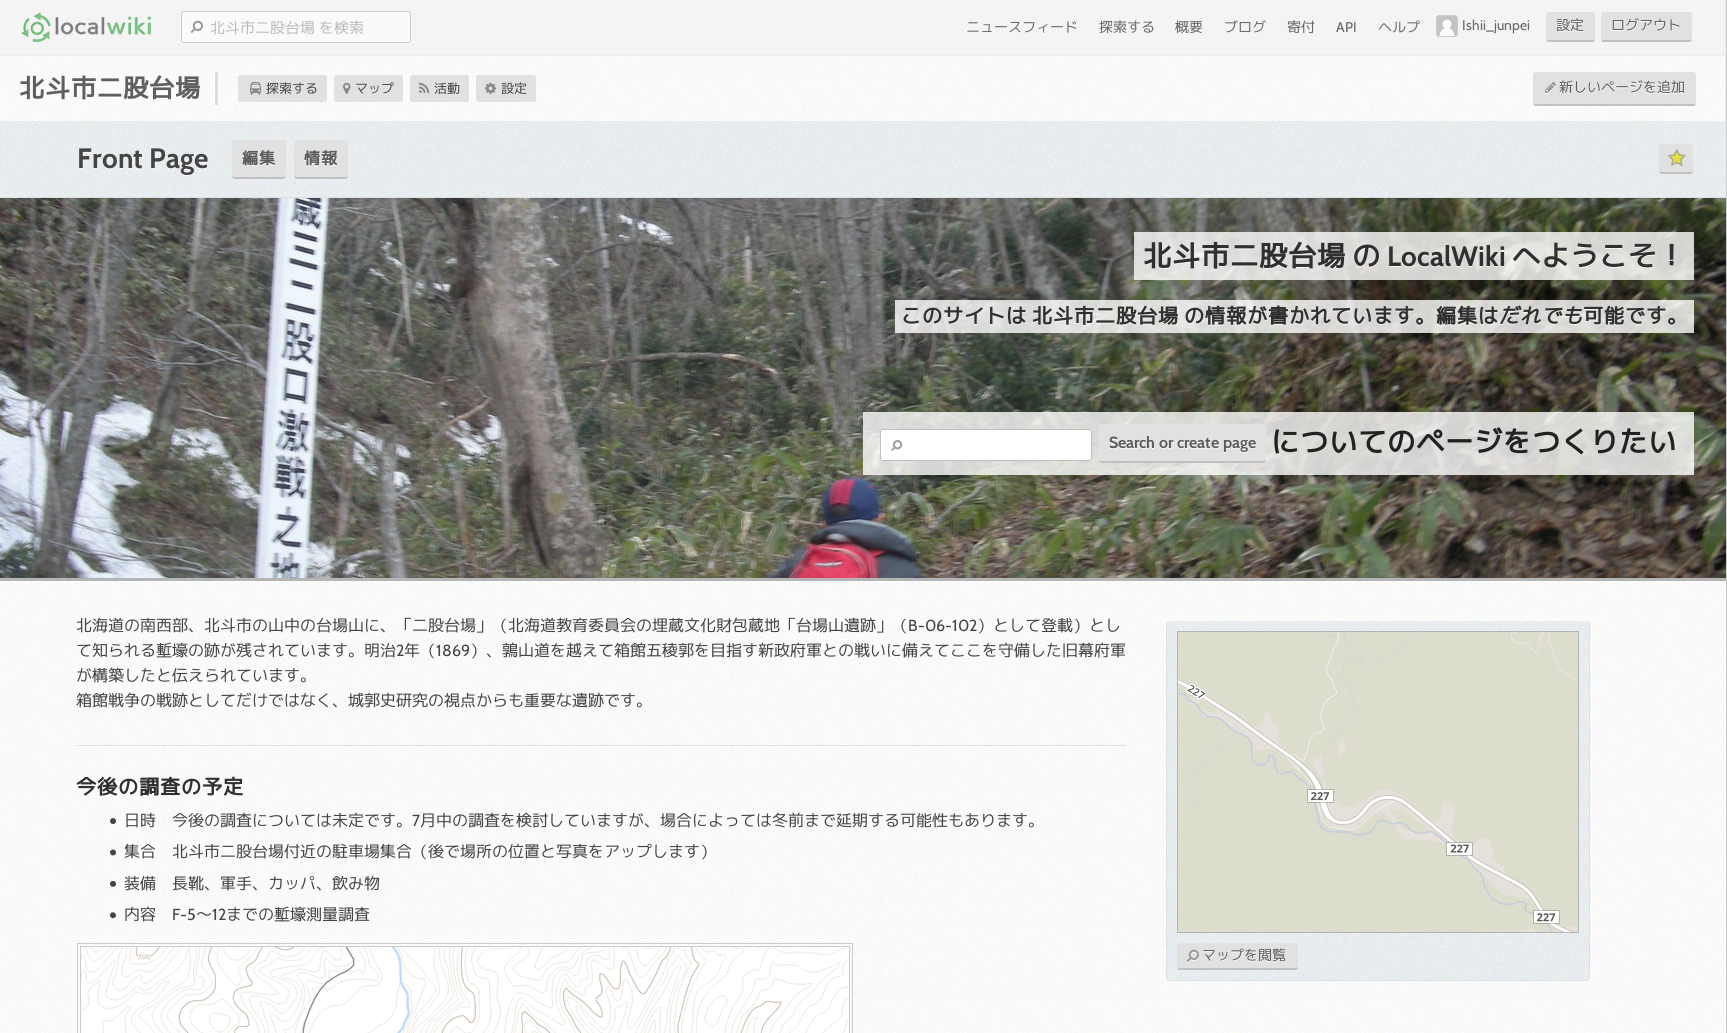 localwiki
北斗市二股台場 を検索
ニュースフィード 探索する 概要 ブログ 寄付 API ヘルプ Ishii_junpei 設定 ログアウト
北斗市二股台場
探索する マップ 活動 設定
新しいページを追加
Front Page 編集 情報
歳三二股口激戦之地
北斗市二股台場 の LocalWiki へようこそ！
このサイトは 北斗市二股台場 の情報が書かれています。編集はだれでも可能です。
Search or create page についてのページをつくりたい
北海道の南西部、北斗市の山中の台場山に、「二股台場」（北海道教育委員会の埋蔵文化財包蔵地「台場山遺跡」（B-06-102）として登載）とし
て知られる塹壕の跡が残されています。明治2年（1869）、鶉山道を越えて箱館五稜郭を目指す新政府軍との戦いに備えてここを守備した旧幕府軍
が構築したと伝えられています。
箱館戦争の戦跡としてだけではなく、城郭史研究の視点からも重要な遺跡です。
今後の調査の予定
• 日時　今後の調査については未定です。7月中の調査を検討していますが、場合によっては冬前まで延期する可能性もあります。
• 集合　北斗市二股台場付近の駐車場集合（後で場所の位置と写真をアップします）
• 装備　長靴、軍手、カッパ、飲み物
• 内容　F-5〜12までの塹壕測量調査
227
227
227
227
マップを閲覧